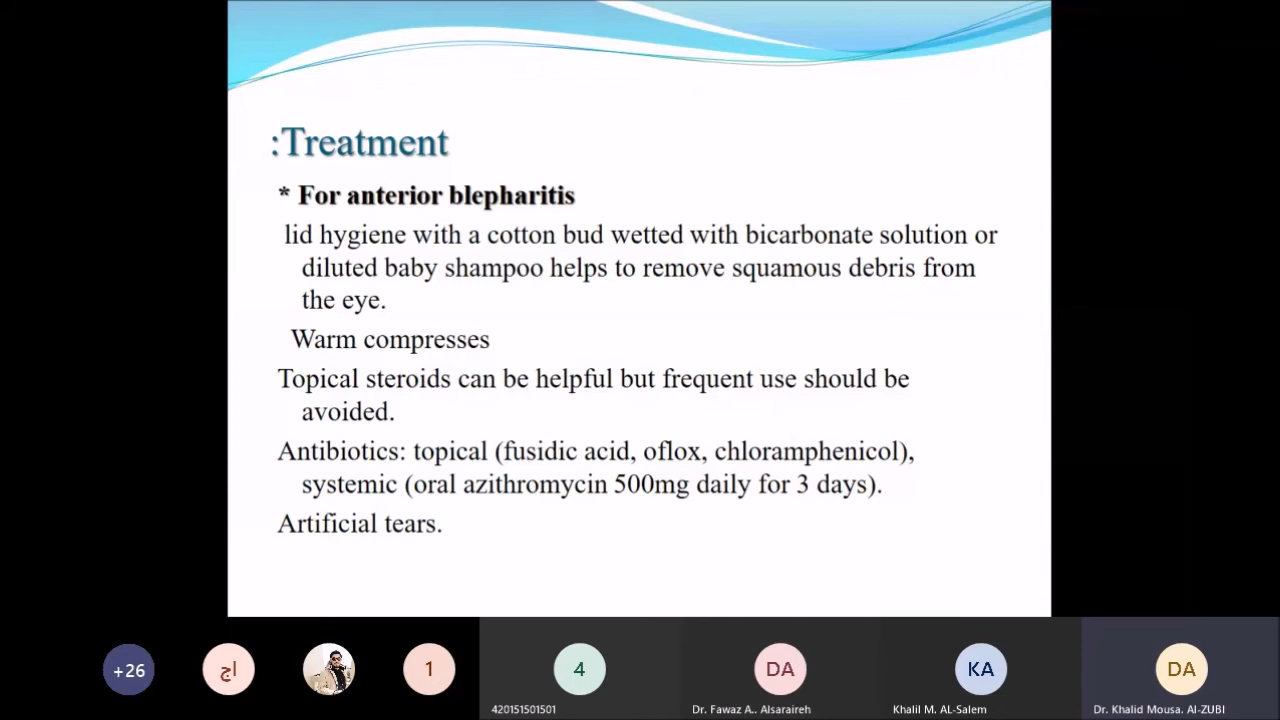 :Treatment
* For anterior blepharitis
lid hygiene with a cotton bud wetted with bicarbonate solution or
diluted baby shampoo helps to remove squamous debris from
the eye.
Warm compresses
Topical steroids can be helpful but frequent use should be
avoided.
Antibiotics: topical (fusidic acid, oflox, chloramphenicol),
systemic (oral azithromycin 500mg daily for 3 days).
Artificial tears.
+26
اج
1
4
DA
KA
DA
420151501501
Dr. Fawaz A.. Alsaraireh
Khalil M. AL-Salem
Dr. Khalid Mousa. Al-ZUBI